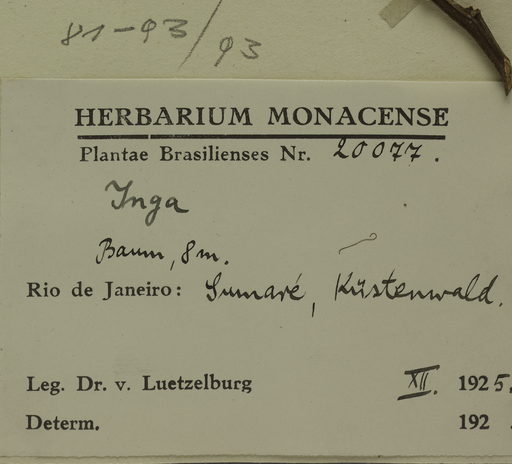 81-93/93
HERBARIUM MONACENSE
Plantae Brasilienses Nr. 20077.
Inga
Baum, 8 m.
Rio de Janeiro: Sumaré, Küstenwald.
Leg. Dr. v. Luetzelburg XII. 1925.
Determ. 192 .